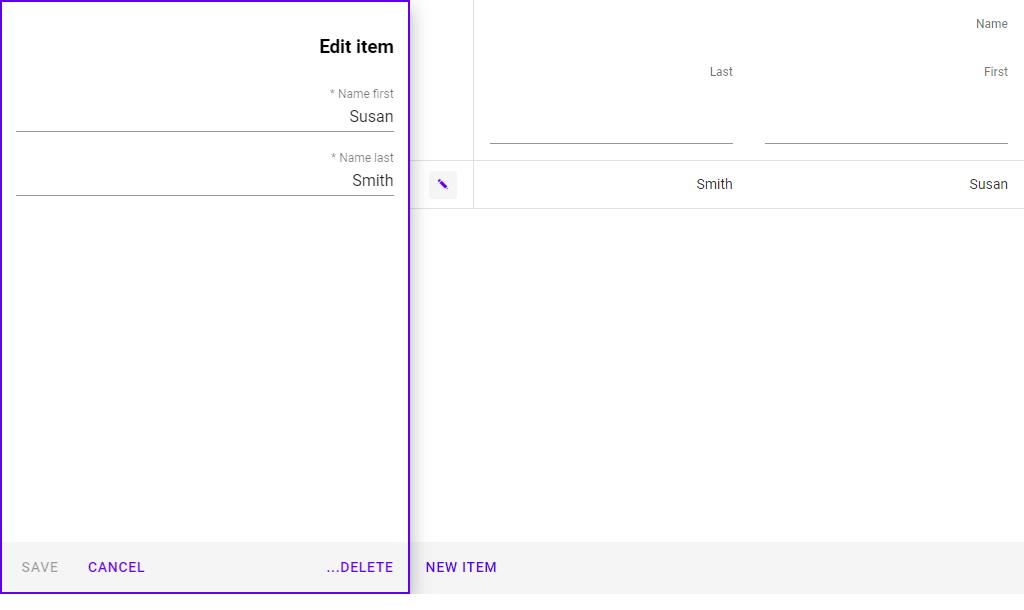 Edit item
* Name first
Susan
* Name last
Smith
SAVE CANCEL ...DELETE
Name
First Last
Susan Smith
NEW ITEM